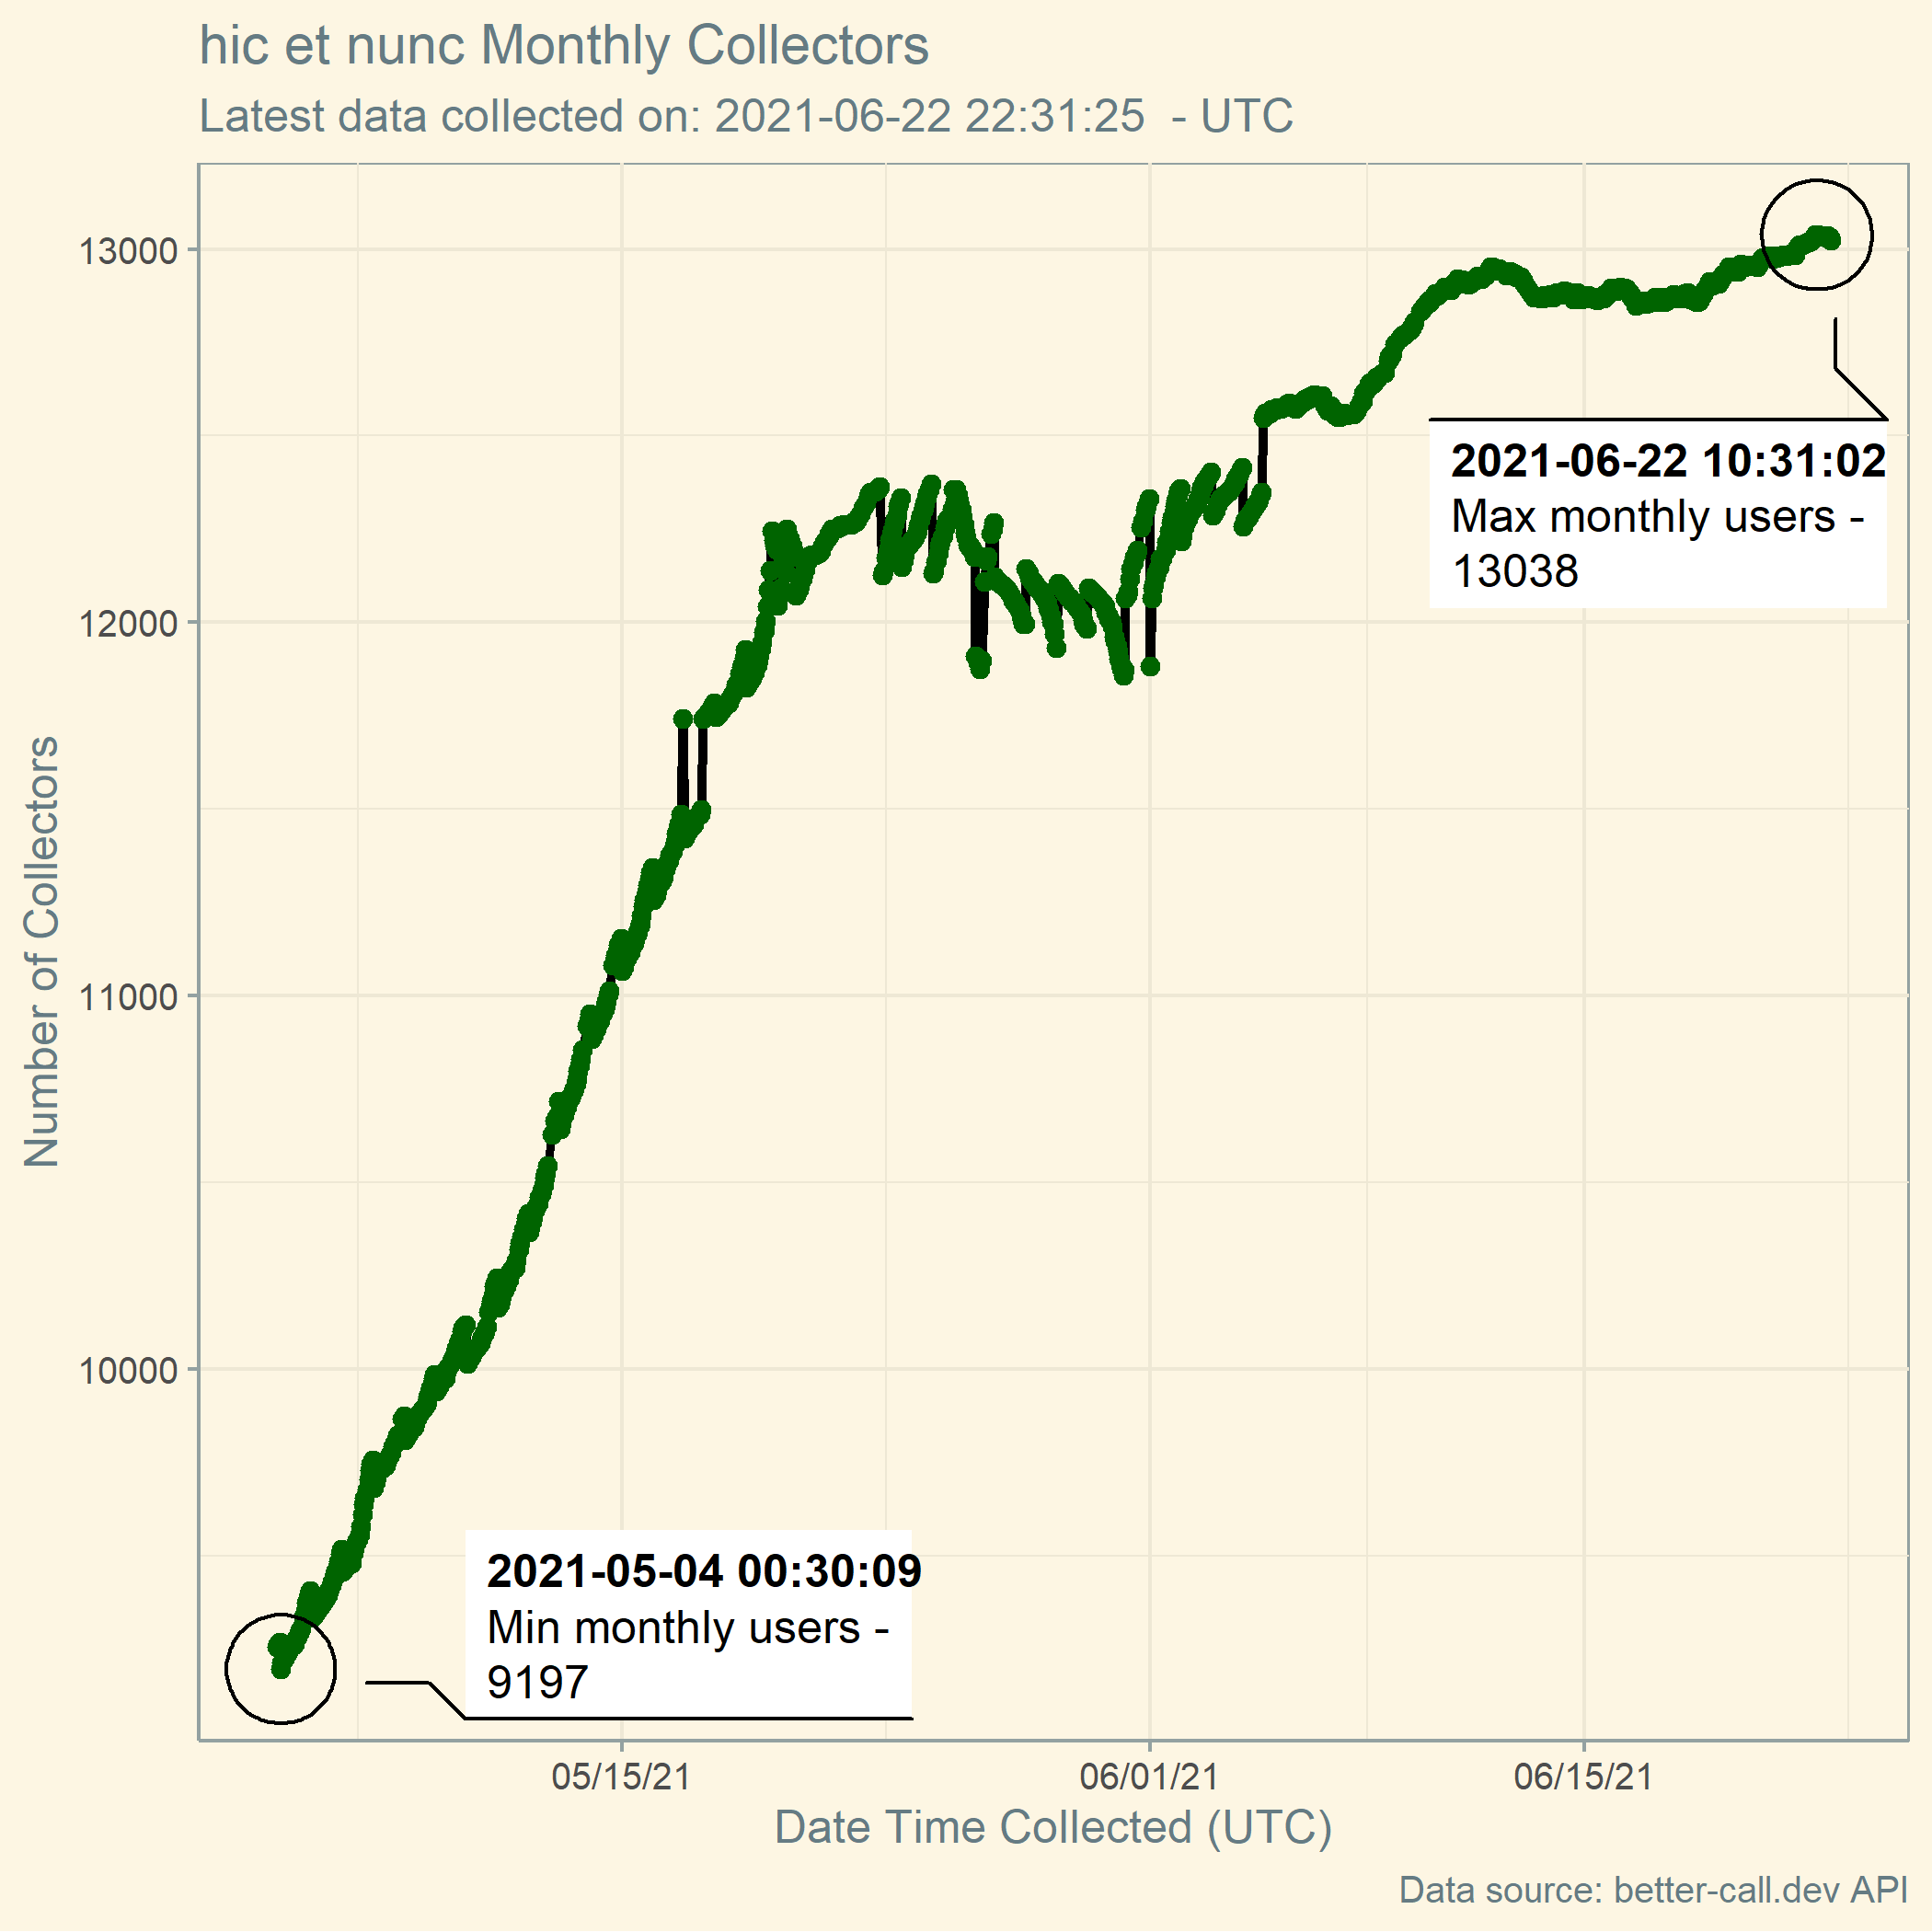 hic et nunc Monthly Collectors
Latest data collected on: 2021-06-22 22:31:25  - UTC
Number of Collectors
13000
12000
11000
10000
2021-06-22 10:31:02
Max monthly users -
13038
2021-05-04 00:30:09
Min monthly users -
9197
05/15/21
06/01/21
06/15/21
Date Time Collected (UTC)
Data source: better-call.dev API